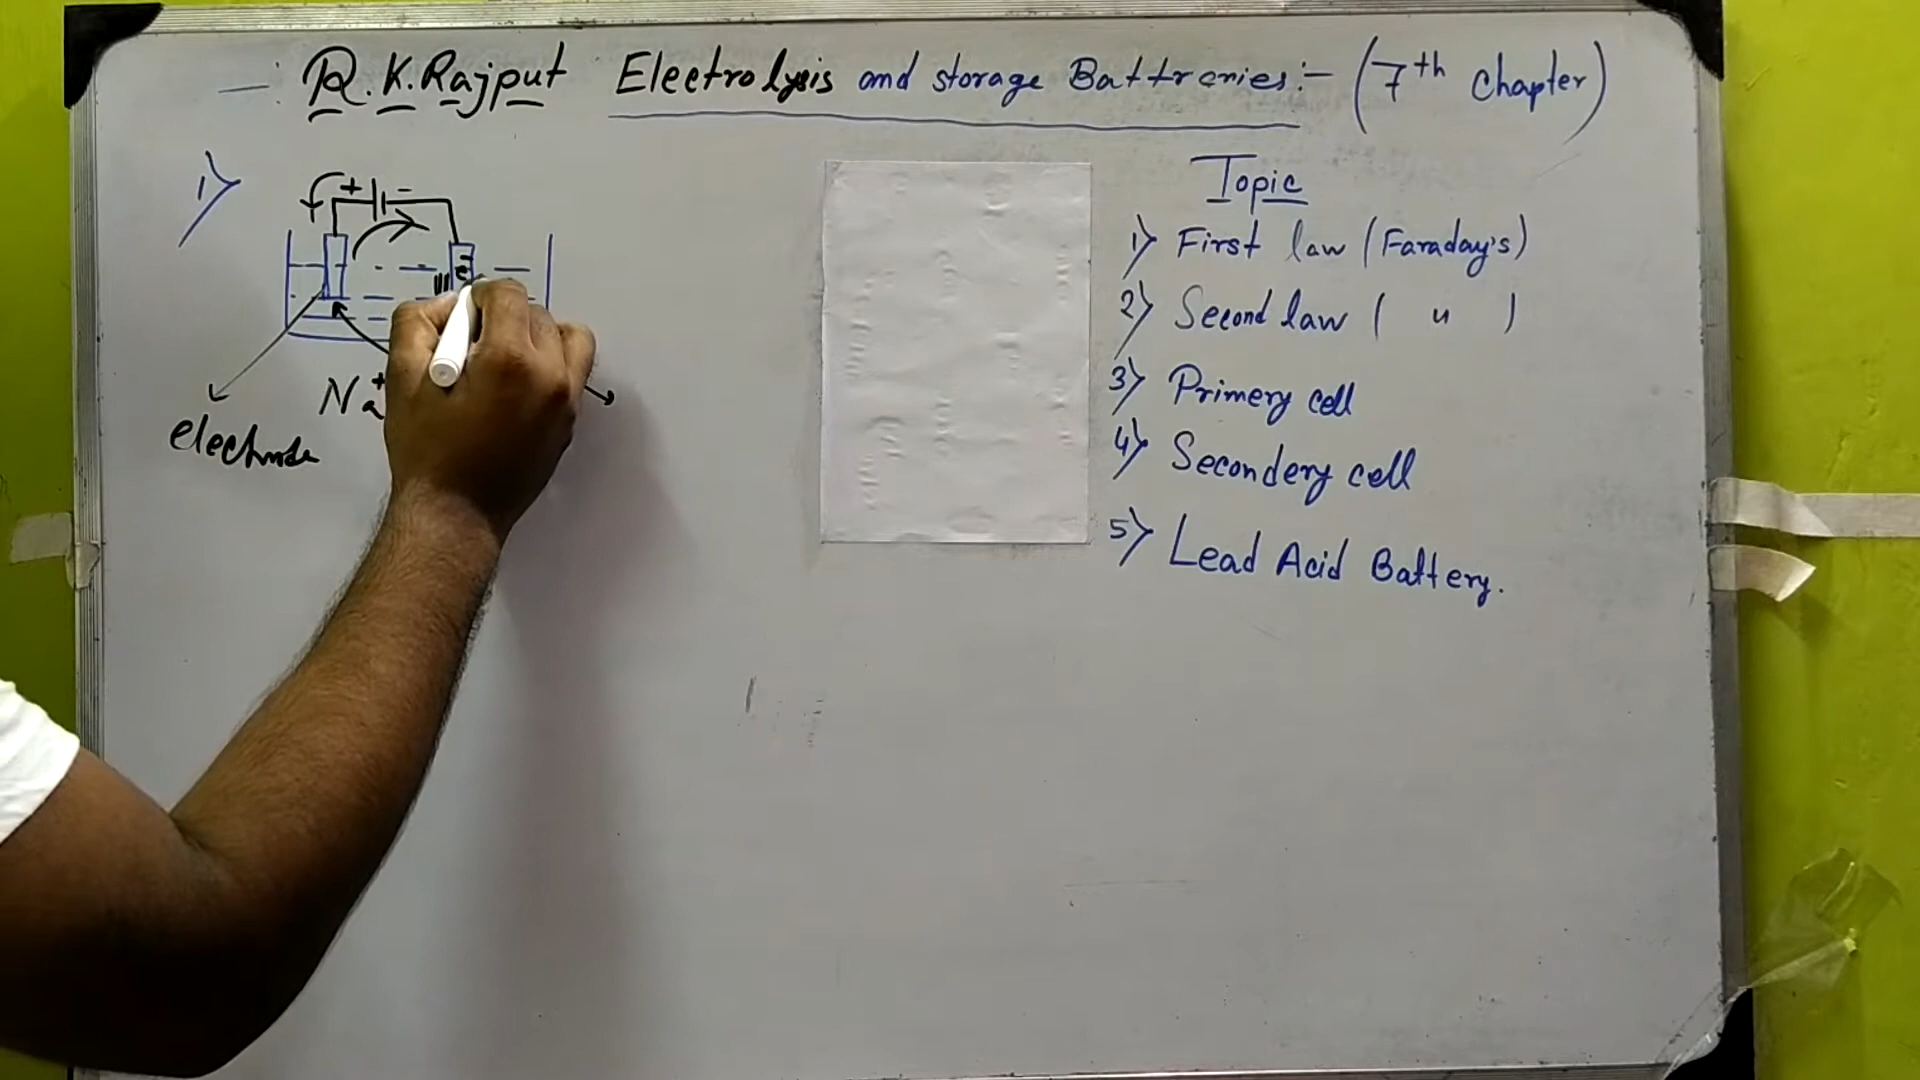 —: R.K.Rajput Electrolysis and storage Battreries:- (7th chapter)
1)
+ -
Na+
electrode
Topic
1) First law (Faraday's)
2) Second law ( " )
3) Primery cell
4) Secondery cell
5) Lead Acid Battery.